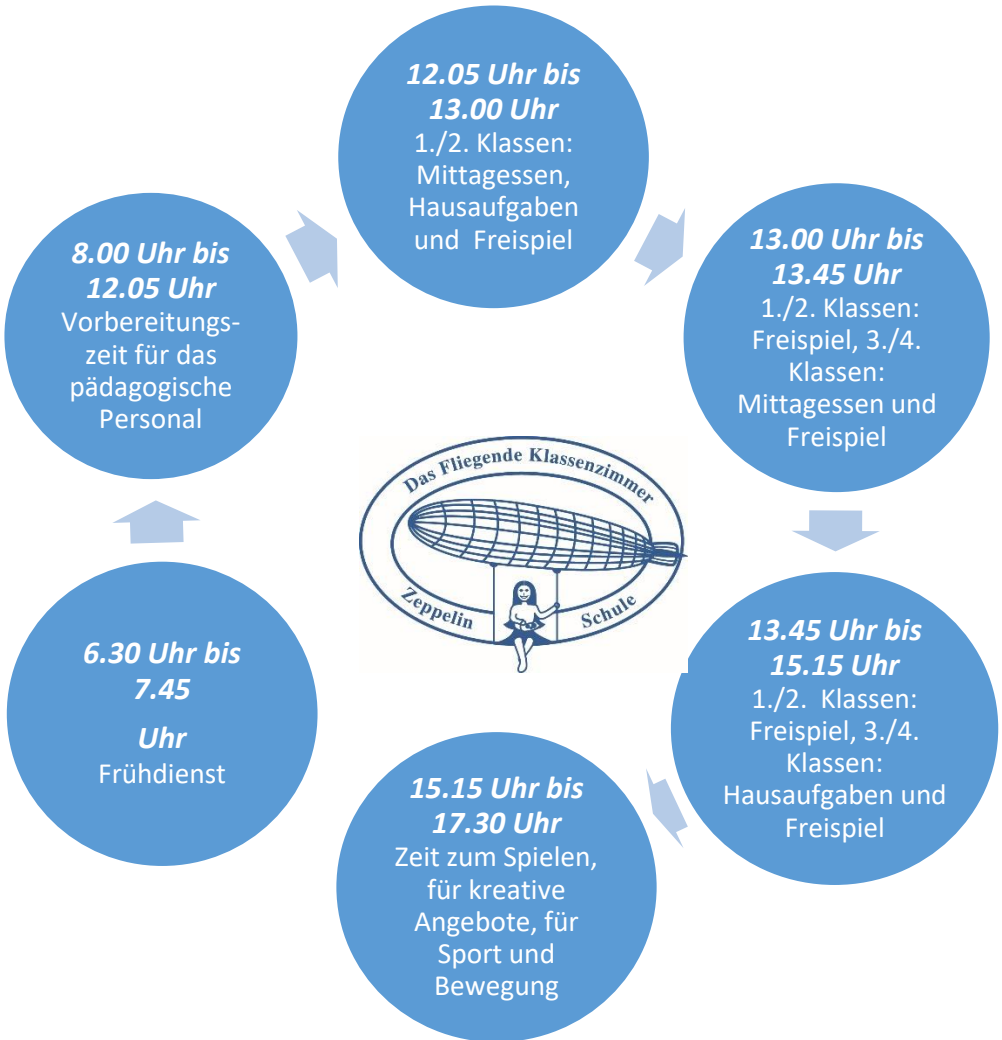 12.05 Uhr bis
13.00 Uhr
1./2. Klassen:
Mittagessen,
Hausaufgaben
und  Freispiel
13.00 Uhr bis
13.45 Uhr
1./2. Klassen:
Freispiel, 3./4.
Klassen:
Mittagessen und
Freispiel
13.45 Uhr bis
15.15 Uhr
1./2.  Klassen:
Freispiel, 3./4.
Klassen:
Hausaufgaben und
Freispiel
15.15 Uhr bis
17.30 Uhr
Zeit zum Spielen,
für kreative
Angebote, für
Sport und
Bewegung
6.30 Uhr bis
7.45
Uhr
Frühdienst
8.00 Uhr bis
12.05 Uhr
Vorbereitungs-
zeit für das
pädagogische
Personal
Das Fliegende Klassenzimmer
Zeppelin Schule